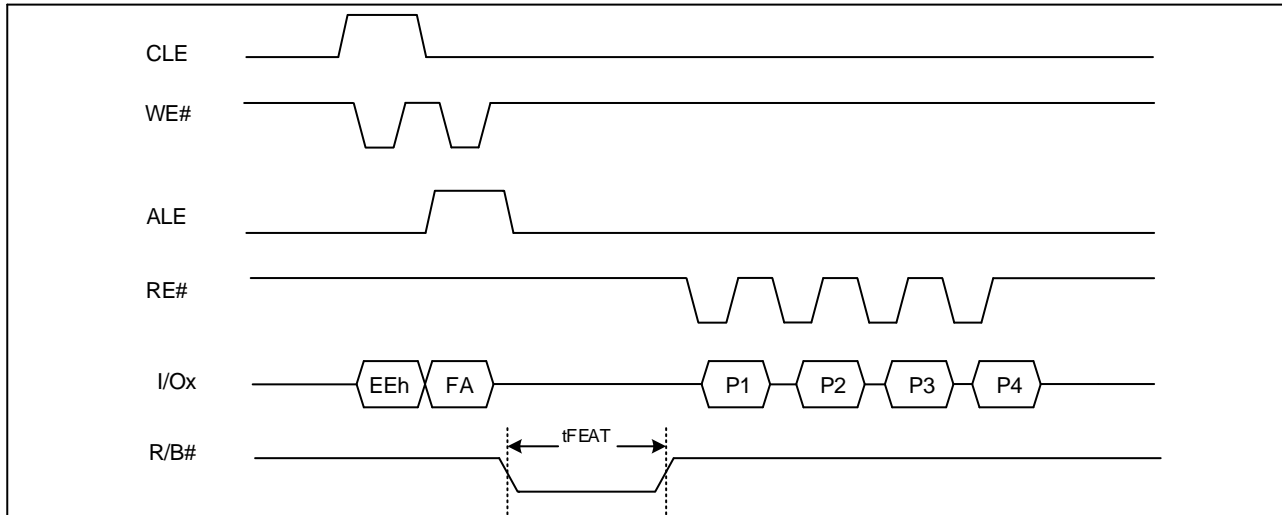 CLE
WE#
ALE
RE#
I/Ox EEh FA P1 P2 P3 P4
tFEAT
R/B#